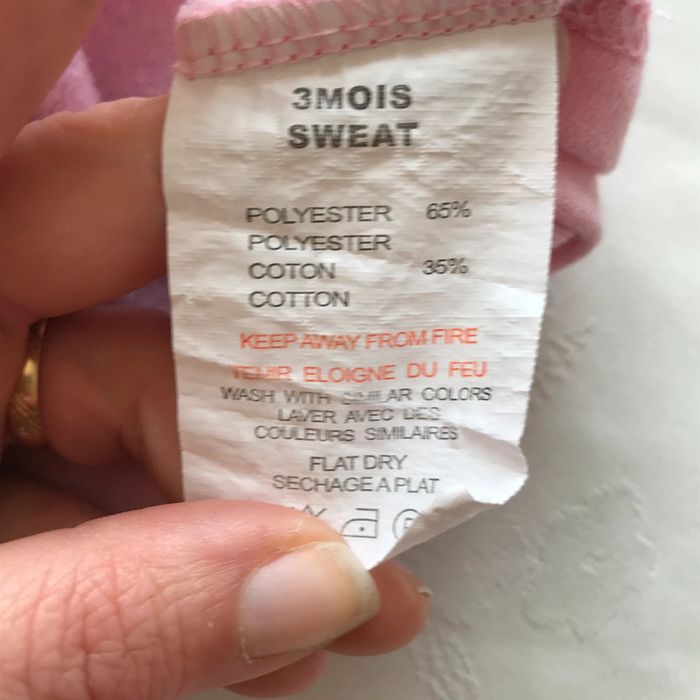 3MOIS
SWEAT
POLYESTER 65%
POLYESTER
COTON 35%
COTTON
KEEP AWAY FROM FIRE
TENIR ELOIGNE DU FEU
WASH WITH SIMILAR COLORS
LAVER AVEC DES
COULEURS SIMILAIRES
FLAT DRY
SECHAGE A PLAT